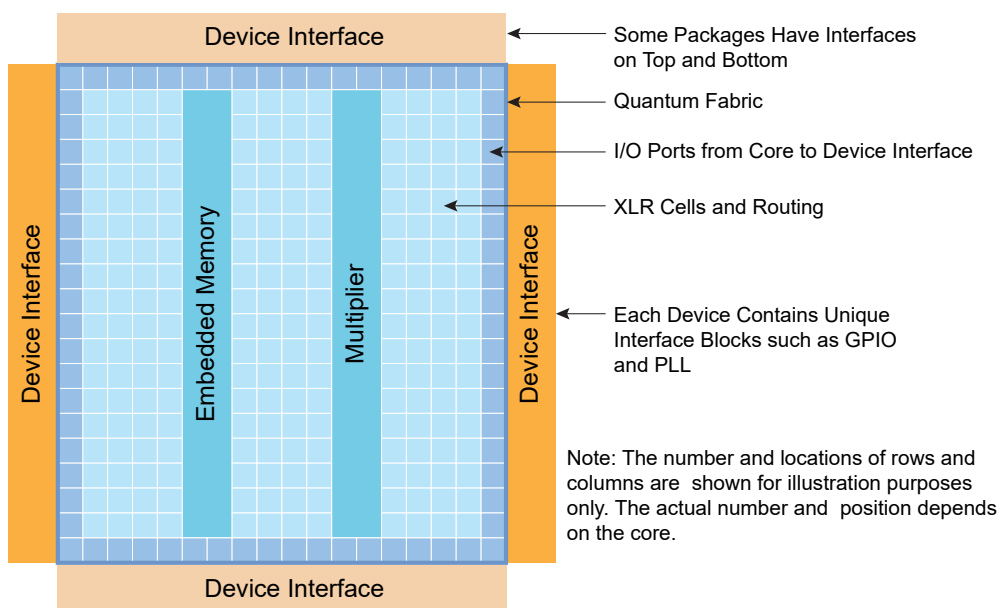 Device Interface
Some Packages Have Interfaces
on Top and Bottom
Quantum Fabric
I/O Ports from Core to Device Interface
XLR Cells and Routing
Device Interface
Embedded Memory
Multiplier
Device Interface
Each Device Contains Unique
Interface Blocks such as GPIO
and PLL
Note: The number and locations of rows and
columns are  shown for illustration purposes
only. The actual number and  position depends
on the core.
Device Interface